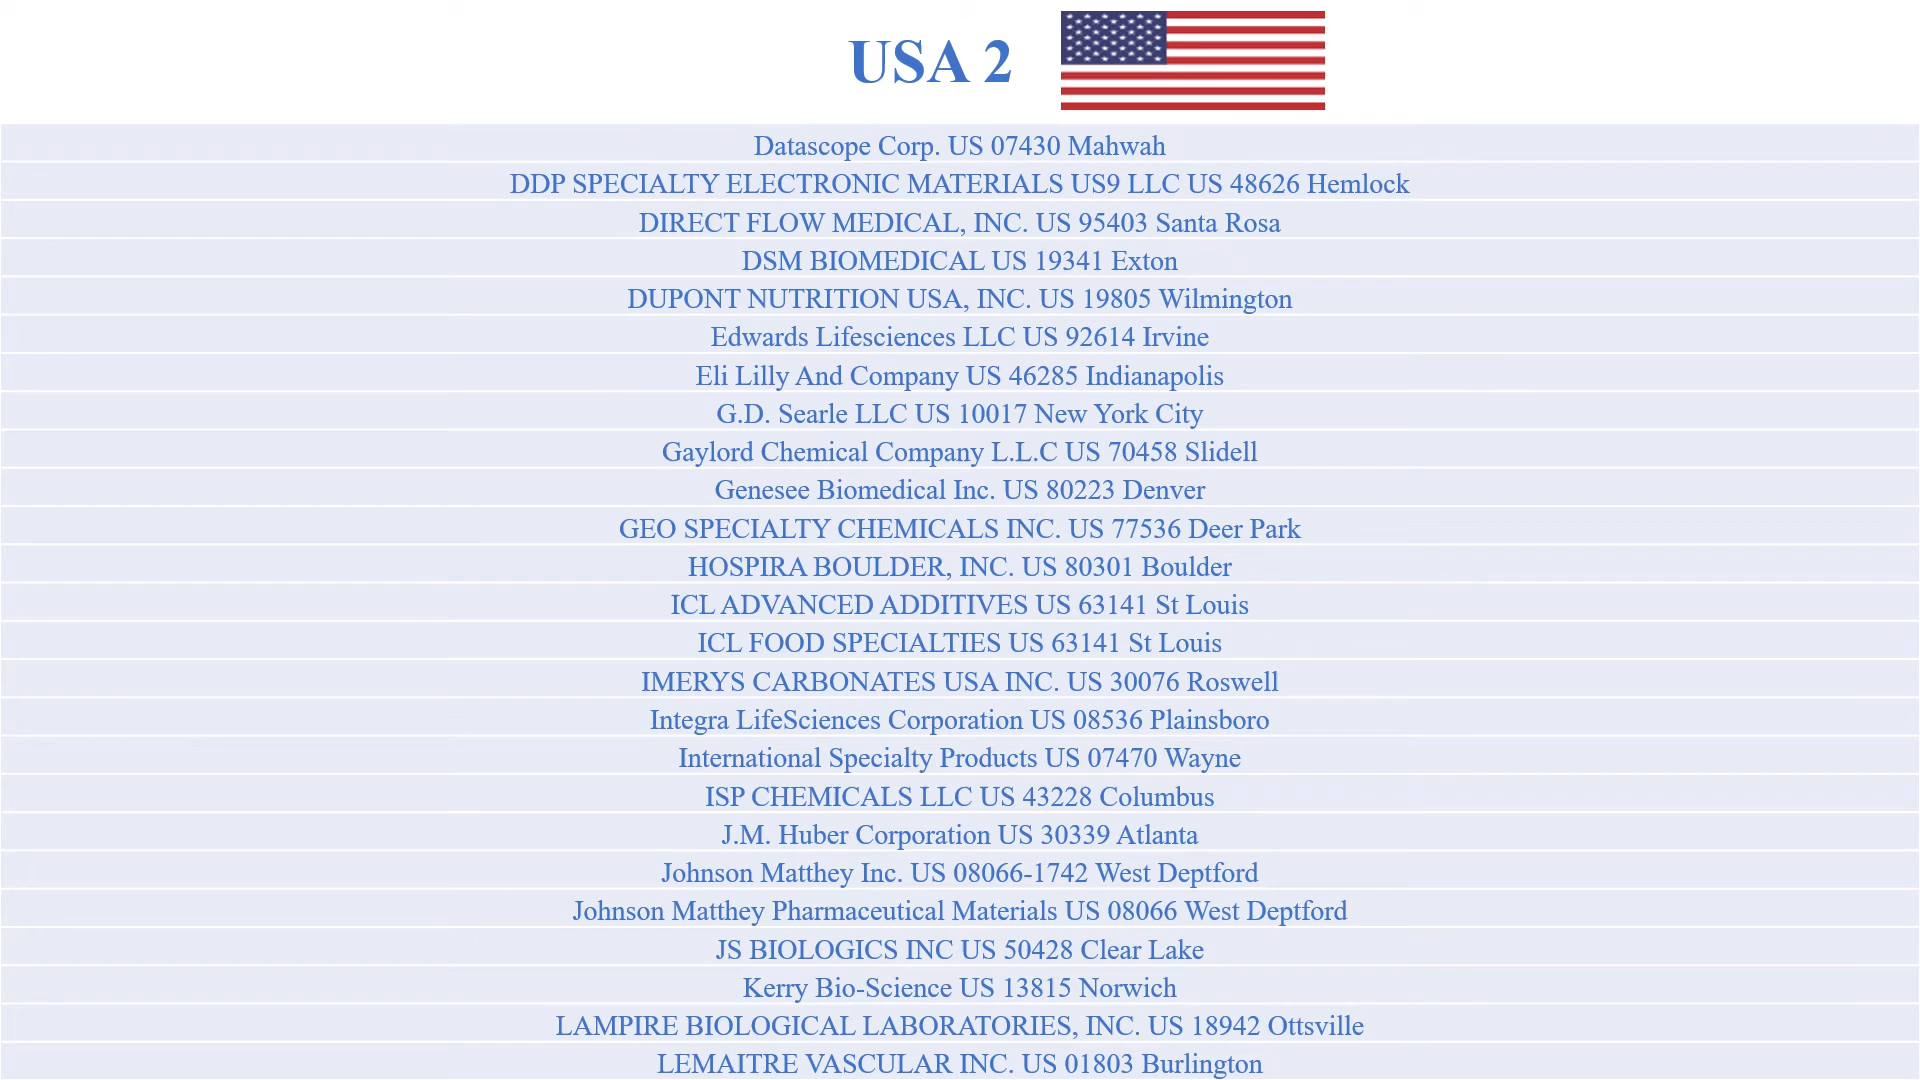 USA 2
Datascope Corp. US 07430 Mahwah
DDP SPECIALTY ELECTRONIC MATERIALS US9 LLC US 48626 Hemlock
DIRECT FLOW MEDICAL, INC. US 95403 Santa Rosa
DSM BIOMEDICAL US 19341 Exton
DUPONT NUTRITION USA, INC. US 19805 Wilmington
Edwards Lifesciences LLC US 92614 Irvine
Eli Lilly And Company US 46285 Indianapolis
G.D. Searle LLC US 10017 New York City
Gaylord Chemical Company L.L.C US 70458 Slidell
Genesee Biomedical Inc. US 80223 Denver
GEO SPECIALTY CHEMICALS INC. US 77536 Deer Park
HOSPIRA BOULDER, INC. US 80301 Boulder
ICL ADVANCED ADDITIVES US 63141 St Louis
ICL FOOD SPECIALTIES US 63141 St Louis
IMERYS CARBONATES USA INC. US 30076 Roswell
Integra LifeSciences Corporation US 08536 Plainsboro
International Specialty Products US 07470 Wayne
ISP CHEMICALS LLC US 43228 Columbus
J.M. Huber Corporation US 30339 Atlanta
Johnson Matthey Inc. US 08066-1742 West Deptford
Johnson Matthey Pharmaceutical Materials US 08066 West Deptford
JS BIOLOGICS INC US 50428 Clear Lake
Kerry Bio-Science US 13815 Norwich
LAMPIRE BIOLOGICAL LABORATORIES, INC. US 18942 Ottsville
LEMAITRE VASCULAR INC. US 01803 Burlington